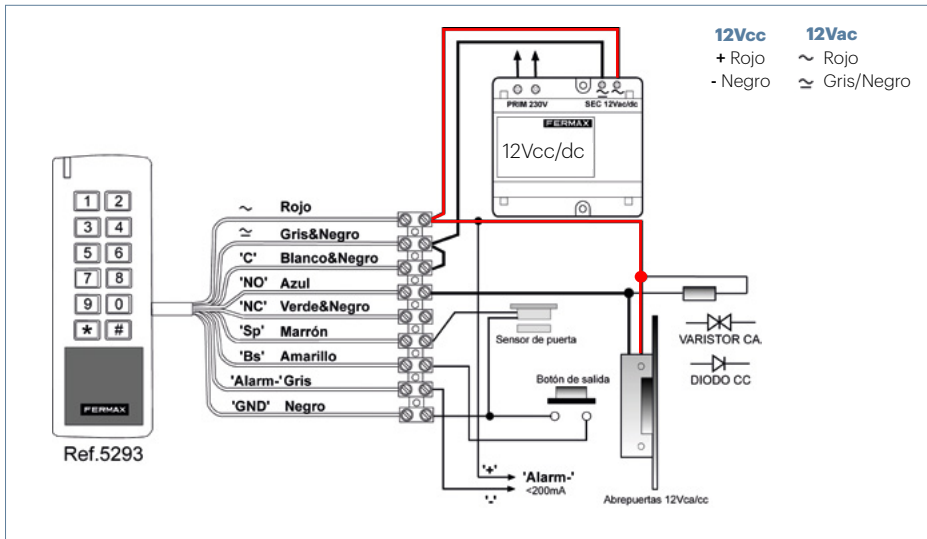 12Vcc 12Vac
+ Rojo ~ Rojo
- Negro ≃ Gris/Negro
PRIM 230V SEC 12Vac/dc
FERMAX
12Vcc/dc
1 2
3 4
5 6
7 8
9 0
* #
FERMAX
Ref.5293
~ Rojo
≃ Gris&Negro
'C' Blanco&Negro
'NO' Azul
'NC' Verde&Negro
'Sp' Marrón
'Bs' Amarillo
'Alarm-' Gris
'GND' Negro
Sensor de puerta
Botón de salida
'+' 'Alarm-'
<200mA
'-'
VARISTOR CA.
DIODO CC
Abrepuertas 12Vca/cc